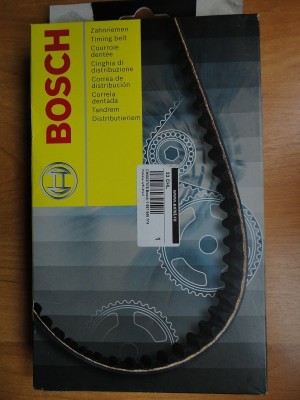 BOSCH
Zahnriemen
Timing belt
Courroie
dentée
Cinghia di
distribuzione
Correa de
distribución
Correia
dentada
Tandrem
Distributieriem